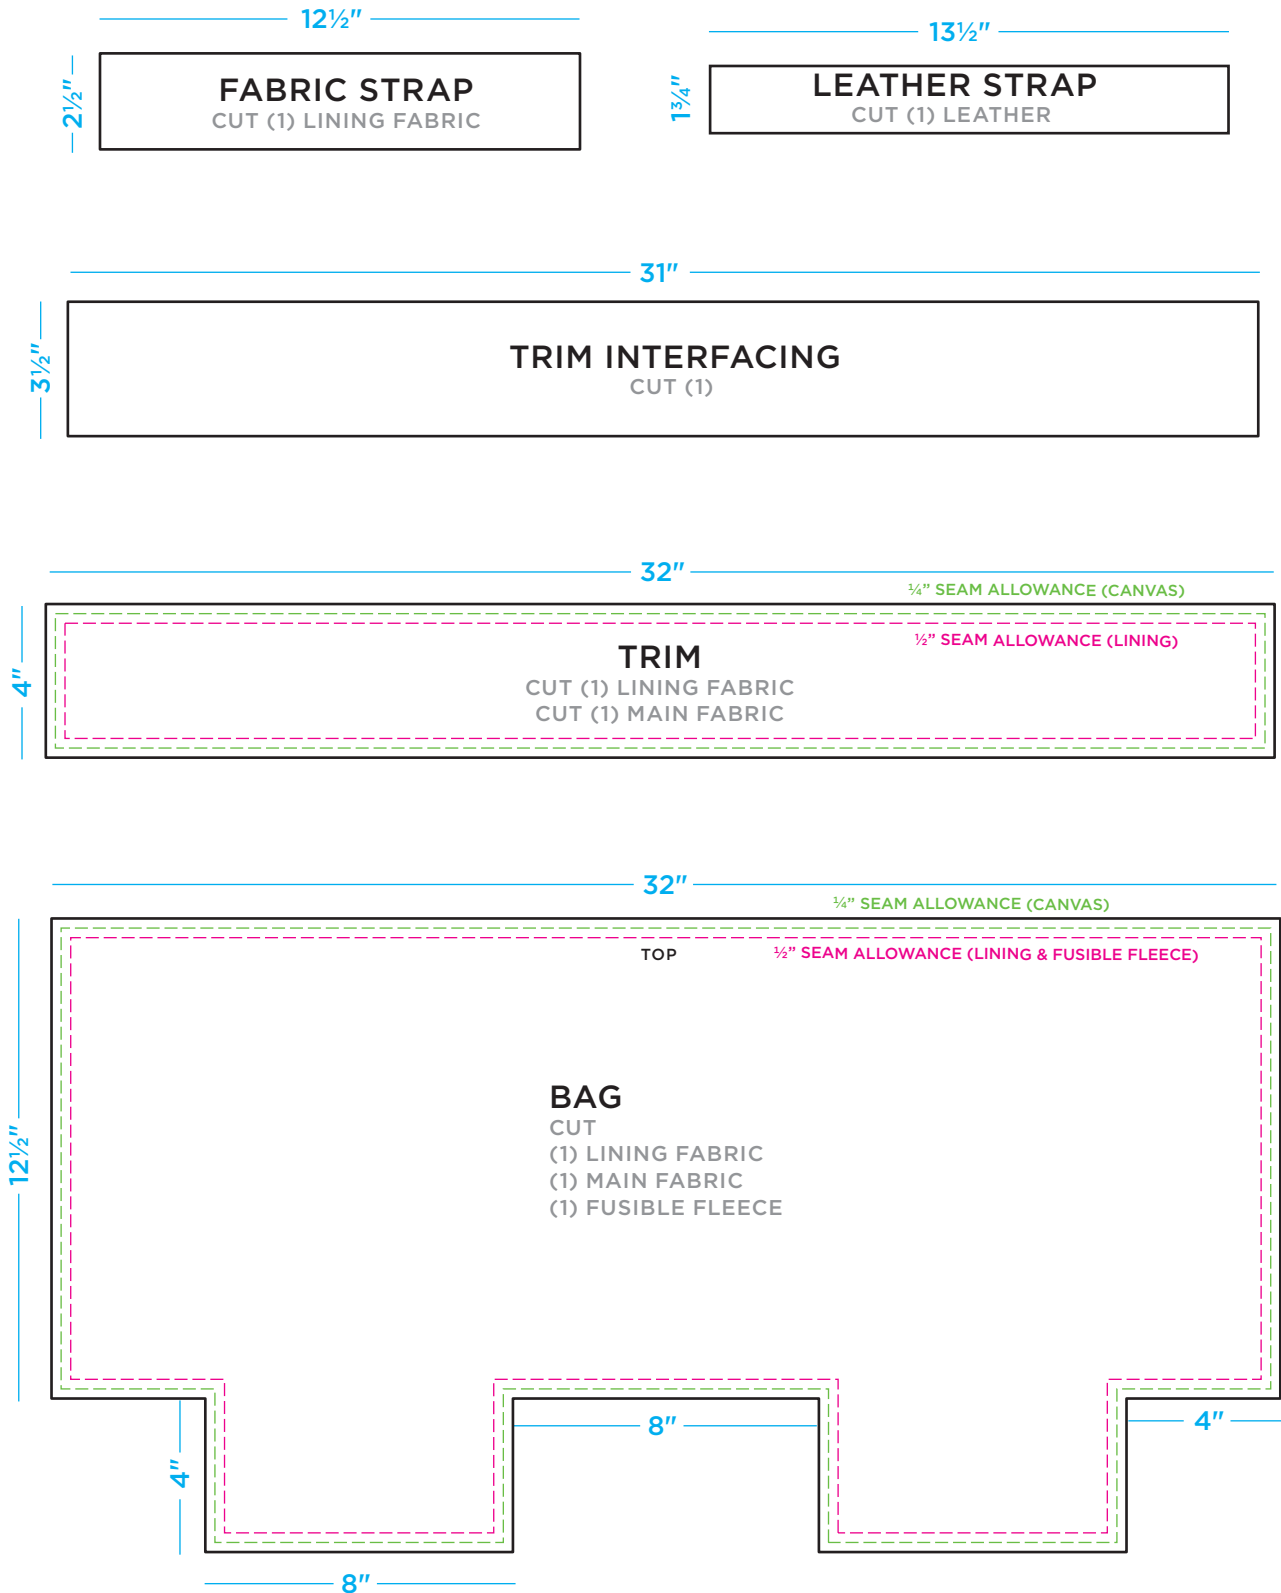 12½"
13½"
2½"
FABRIC STRAP
CUT (1) LINING FABRIC
1¾"
LEATHER STRAP
CUT (1) LEATHER
31"
3½"
TRIM INTERFACING
CUT (1)
32"
¼” SEAM ALLOWANCE (CANVAS)
½” SEAM ALLOWANCE (LINING)
4"
TRIM
CUT (1) LINING FABRIC
CUT (1) MAIN FABRIC
32"
¼” SEAM ALLOWANCE (CANVAS)
TOP
½” SEAM ALLOWANCE (LINING & FUSIBLE FLEECE)
12½"
BAG
CUT
(1) LINING FABRIC
(1) MAIN FABRIC
(1) FUSIBLE FLEECE
8"
4"
4"
8"